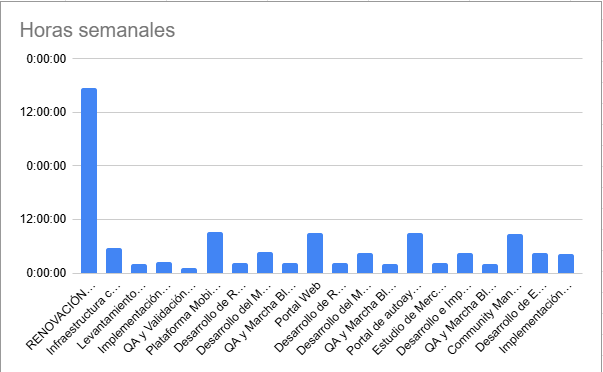 Horas semanales
0:00:00
12:00:00
0:00:00
12:00:00
0:00:00
RENOVACIÓN...
Infraestructura c...
Levantamiento...
Implementación...
QA y Validación...
Plataforma Mobi...
Desarrollo de R...
Desarrollo del M...
QA y Marcha Bl...
Portal Web
Desarrollo de R...
Desarrollo del M...
QA y Marcha Bl...
Portal de autoay...
Estudio de Merc...
Desarrollo e Imp...
QA y Marcha Bl...
Community Man...
Desarrollo de E...
Implementación...